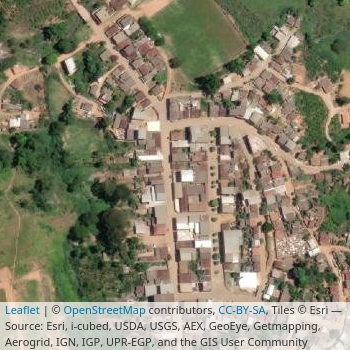 Leaflet | © OpenStreetMap contributors, CC-BY-SA, Tiles © Esri —
Source: Esri, i-cubed, USDA, USGS, AEX, GeoEye, Getmapping,
Aerogrid, IGN, IGP, UPR-EGP, and the GIS User Community